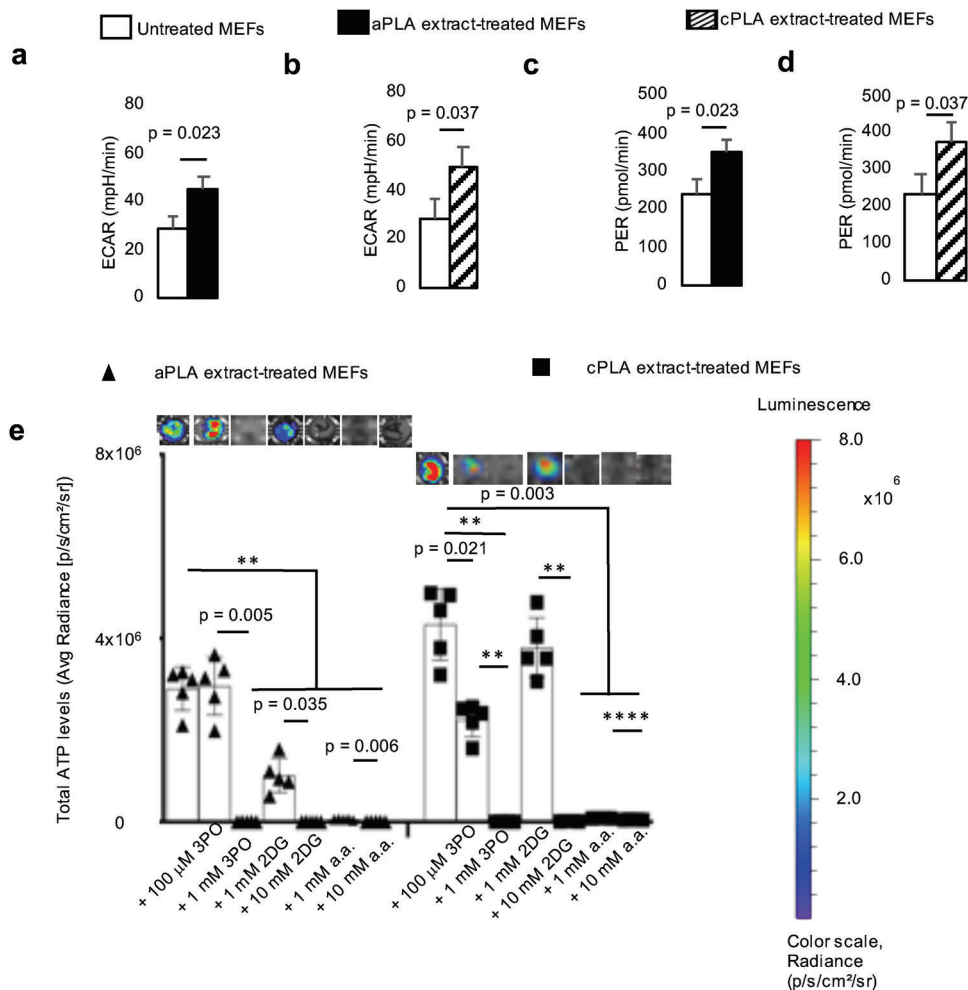 Untreated MEFs
aPLA extract-treated MEFs
cPLA extract-treated MEFs
a
80
60
40
20
0
ECAR (mpH/min)
p = 0.023
b
80
60
40
20
0
ECAR (mpH/min)
p = 0.037
c
500
400
300
200
100
0
PER (pmol/min)
p = 0.023
d
500
400
300
200
100
0
PER (pmol/min)
p = 0.037
aPLA extract-treated MEFs
cPLA extract-treated MEFs
e
Total ATP levels (Avg Radiance [p/s/cm²/sr])
8x10⁶
4x10⁶
0
**
p = 0.005
p = 0.035
p = 0.006
p = 0.003
**
p = 0.021
**
**
****
+ 100 µM 3PO
+ 1 mM 3PO
+ 1 mM 2DG
+ 10 mM 2DG
+ 1 mM a.a.
+ 10 mM a.a.
+ 100 µM 3PO
+ 1 mM 3PO
+ 1 mM 2DG
+ 10 mM 2DG
+ 1 mM a.a.
+ 10 mM a.a.
Luminescence
8.0
x10⁶
6.0
4.0
2.0
Color scale,
Radiance
(p/s/cm²/sr)